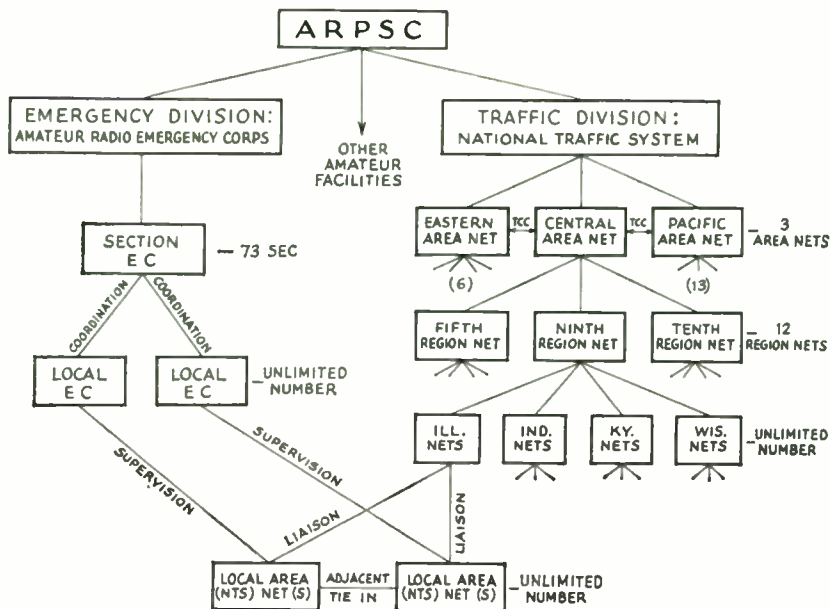 ARPSC
EMERGENCY DIVISION:
AMATEUR RADIO EMERGENCY CORPS
OTHER
AMATEUR
FACILITIES
TRAFFIC DIVISION:
NATIONAL TRAFFIC SYSTEM
SECTION
EC
— 73 SEC
EASTERN
AREA NET
TCC
CENTRAL
AREA NET
TCC
PACIFIC
AREA NET
— 3
AREA NETS
(6)
(13)
COORDINATION
COORDINATION
FIFTH
REGION NET
NINTH
REGION NET
TENTH
REGION NET
— 12
REGION NETS
LOCAL
EC
LOCAL
EC
— UNLIMITED
NUMBER
ILL.
NETS
IND.
NETS
KY.
NETS
WIS.
NETS
— UNLIMITED
NUMBER
SUPERVISION
SUPERVISION
LIAISON
LIAISON
LOCAL AREA
(NTS) NET (S)
ADJACENT
TIE IN
LOCAL AREA
(NTS) NET (S)
— UNLIMITED
NUMBER